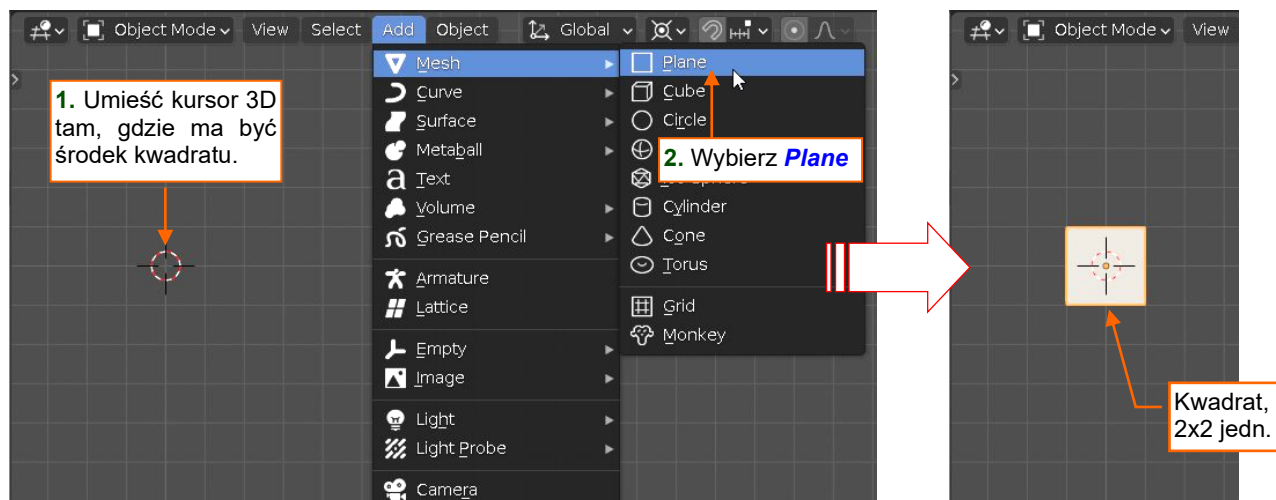 Object Mode View Select Add Object Global
Object Mode View
Mesh
Curve
Surface
Metaball
Text
Volume
Grease Pencil
Armature
Lattice
Empty
Image
Light
Light Probe
Camera
Plane
Cube
Circle
Cylinder
Cone
Torus
Grid
Monkey
1. Umieść kursor 3D
tam, gdzie ma być
środek kwadratu.
2. Wybierz Plane
Kwadrat,
2x2 jedn.